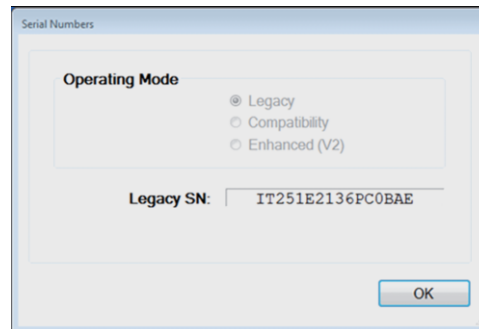 Serial Numbers
Operating Mode
Legacy
Compatibility
Enhanced (V2)
Legacy SN: IT251E2136PC0BAE
OK